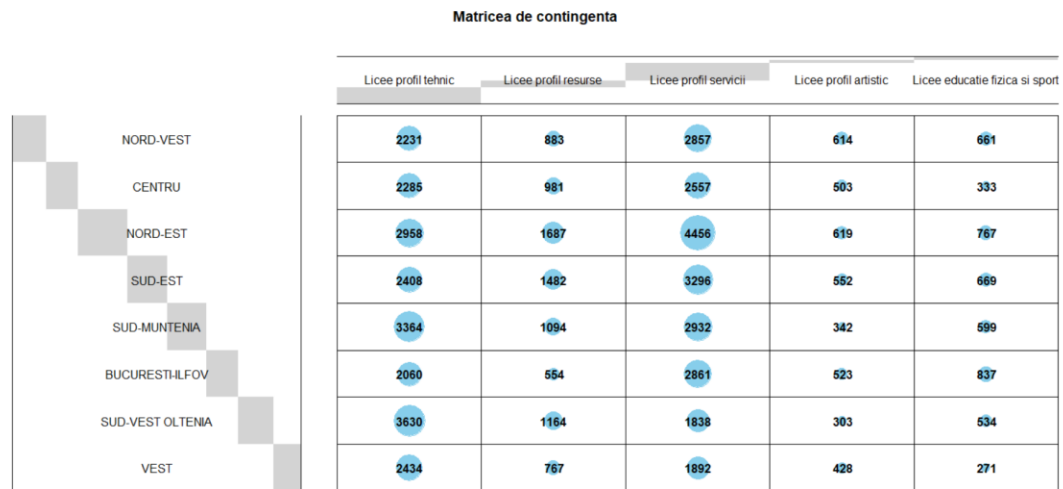 Matricea de contingenta
Licee profil tehnic Licee profil resurse Licee profil servicii Licee profil artistic Licee educatie fizica si sport
NORD-VEST 2231 883 2857 614 661
CENTRU 2285 981 2557 503 333
NORD-EST 2958 1687 4456 619 767
SUD-EST 2408 1482 3296 552 669
SUD-MUNTENIA 3364 1094 2932 342 599
BUCURESTI-ILFOV 2060 554 2861 523 837
SUD-VEST OLTENIA 3630 1164 1838 303 534
VEST 2434 767 1892 428 271